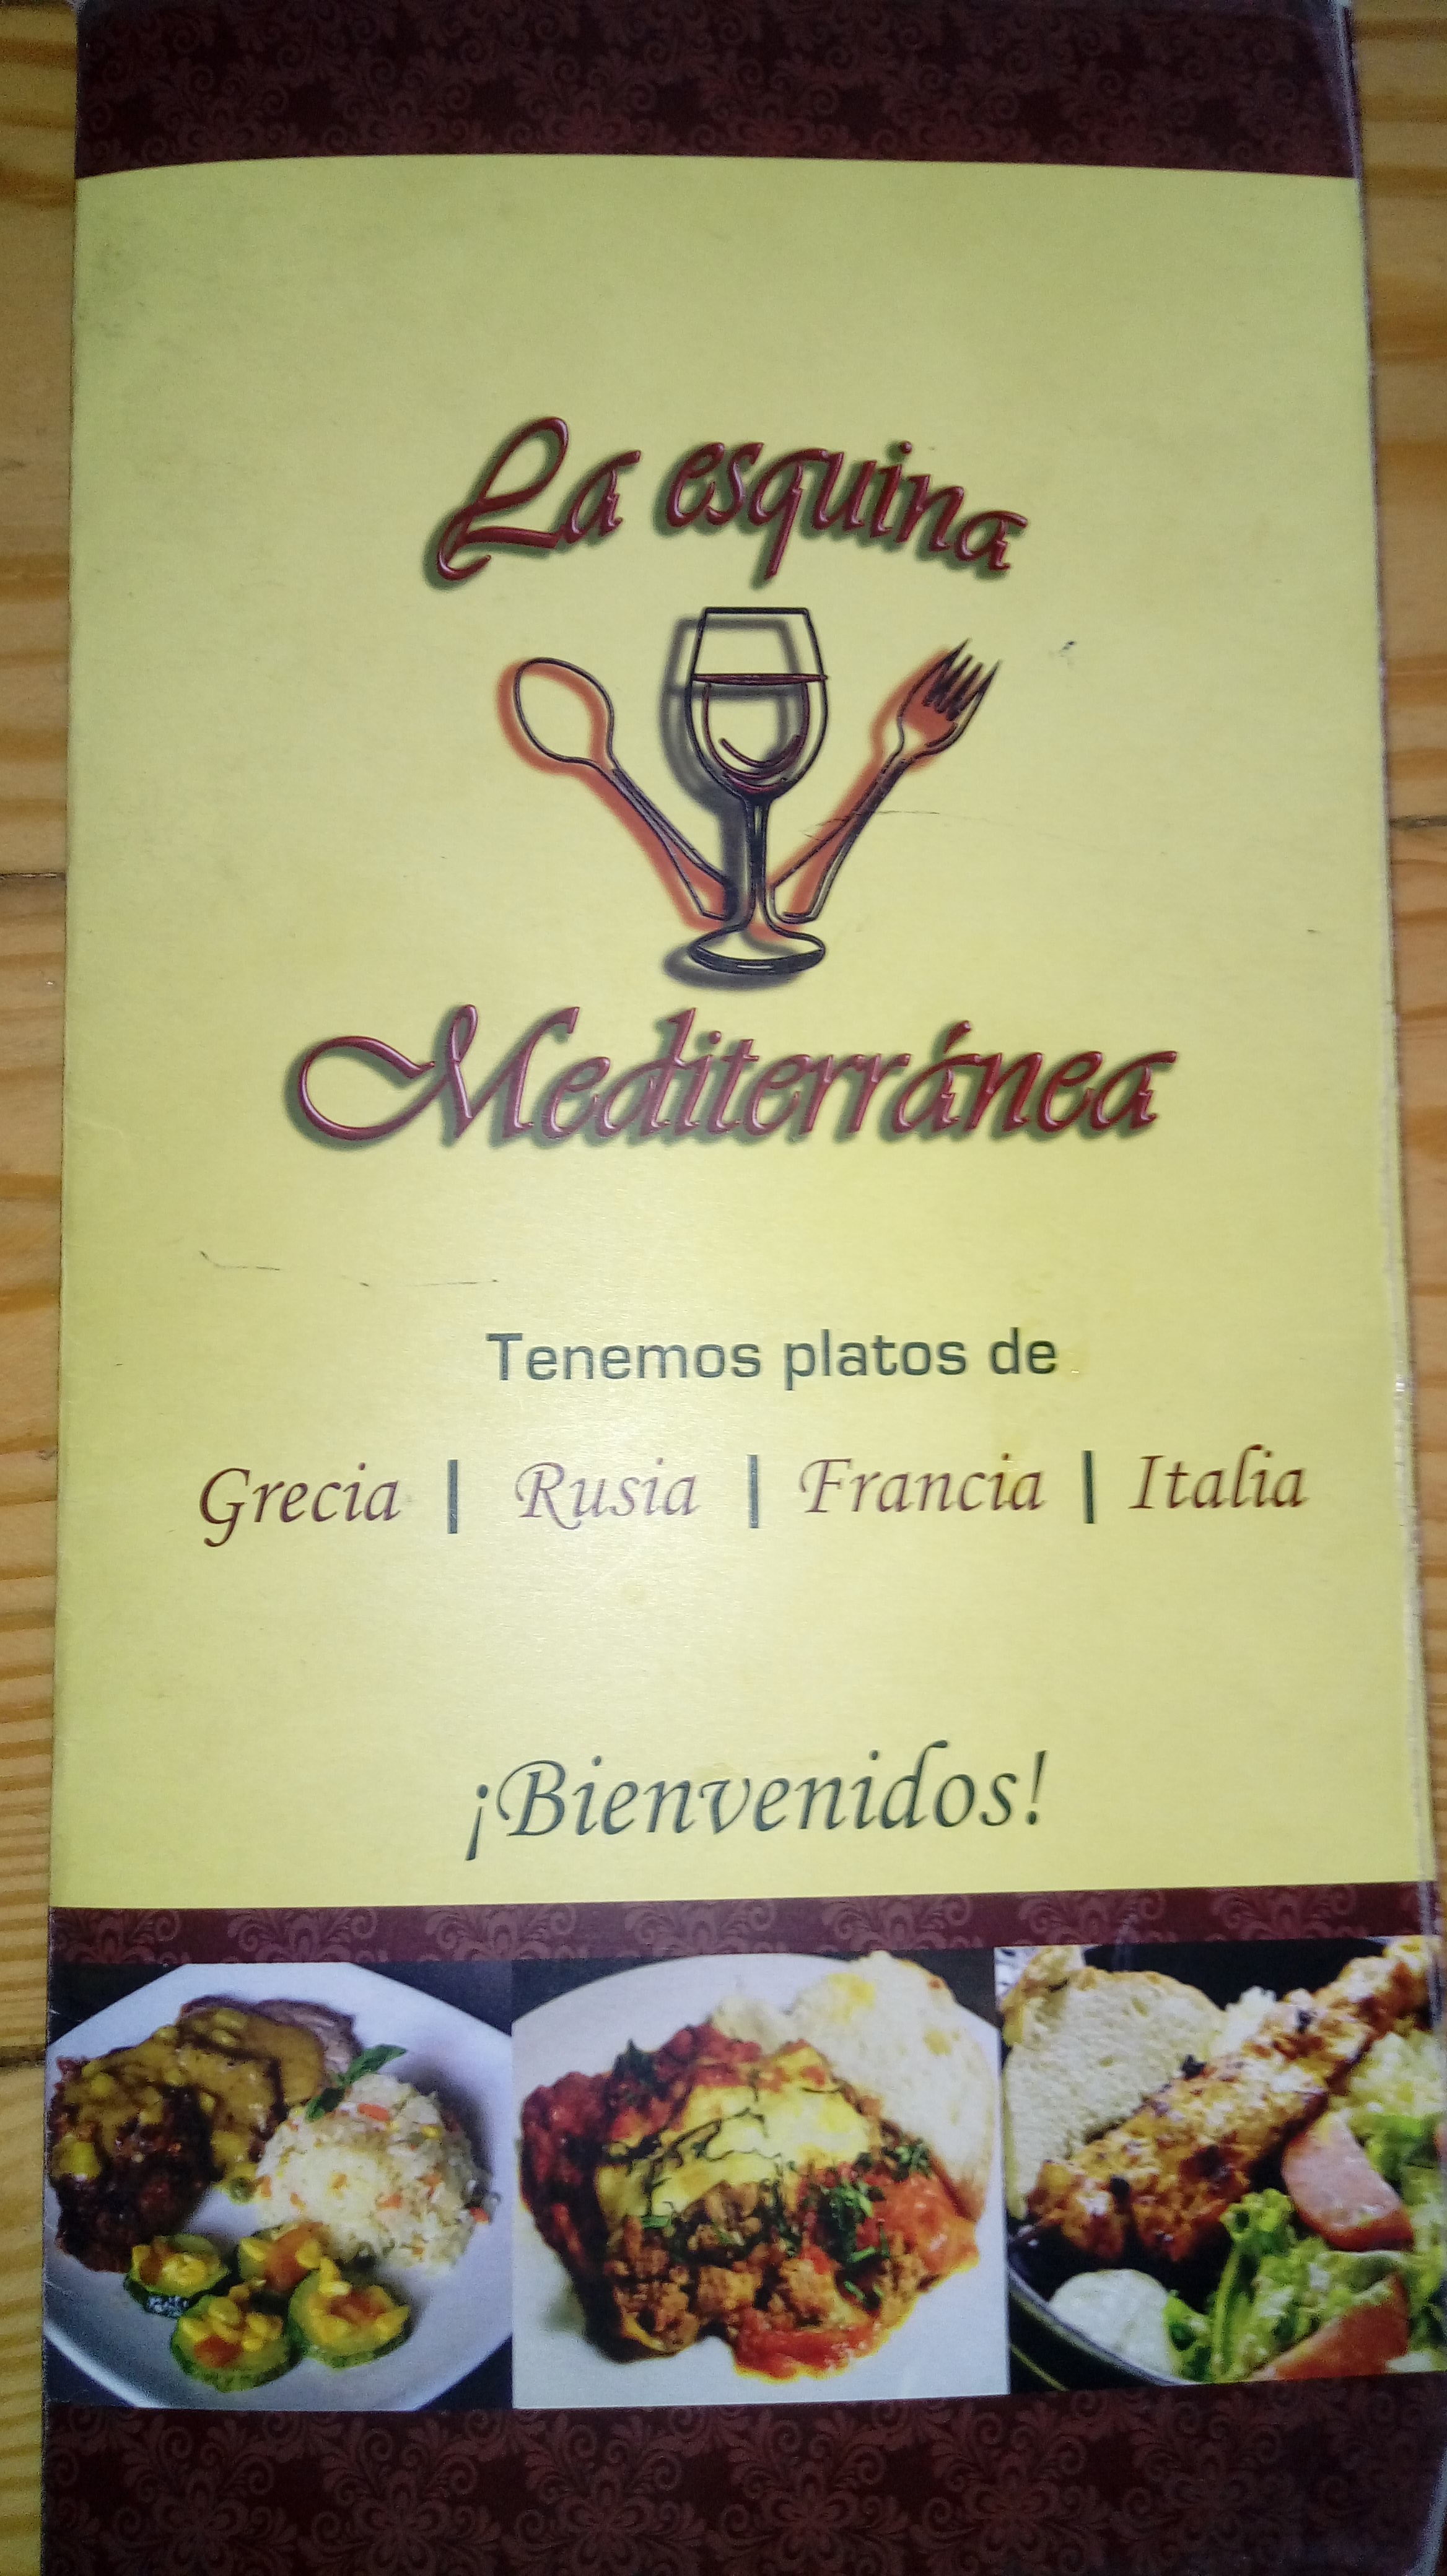 La esquina
Mediterránea
Tenemos platos de
Grecia | Rusia | Francia | Italia
¡Bienvenidos!